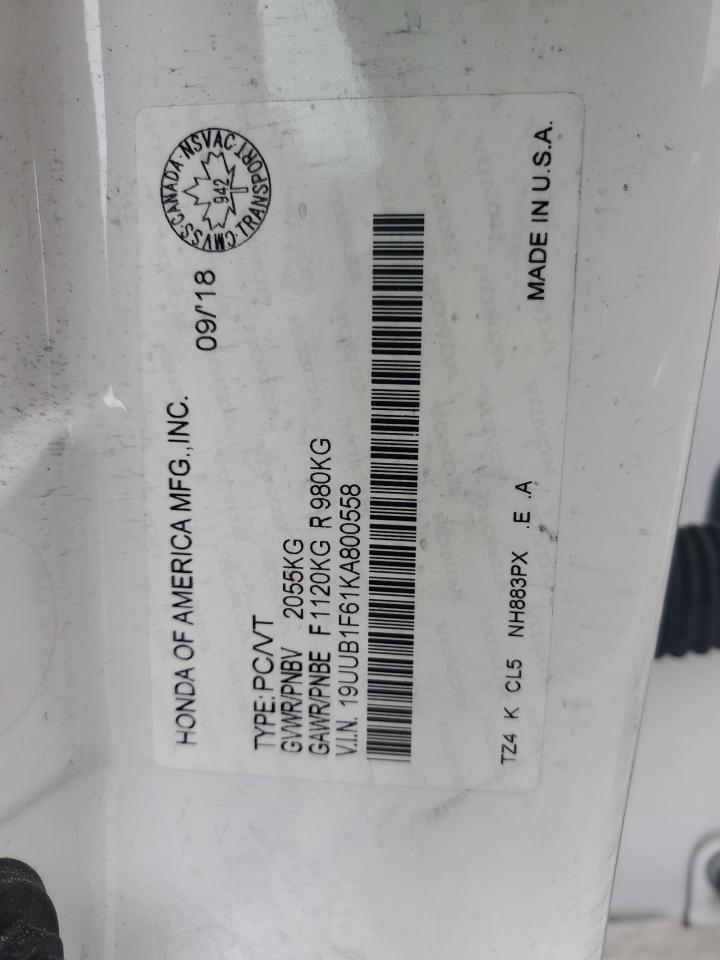 HONDA OF AMERICA MFG.,INC.
09/'18
CMVSS·CANADA·NSVAC·TRANSPORT·
942
TYPE: PC/VT
GVWR/PNBV 2055KG
GAWR/PNBE F 1120KG R 980KG
V.I.N. 19UUB1F61KA800558
TZ4 K CL5 NH883PX .E .A
MADE IN U.S.A.